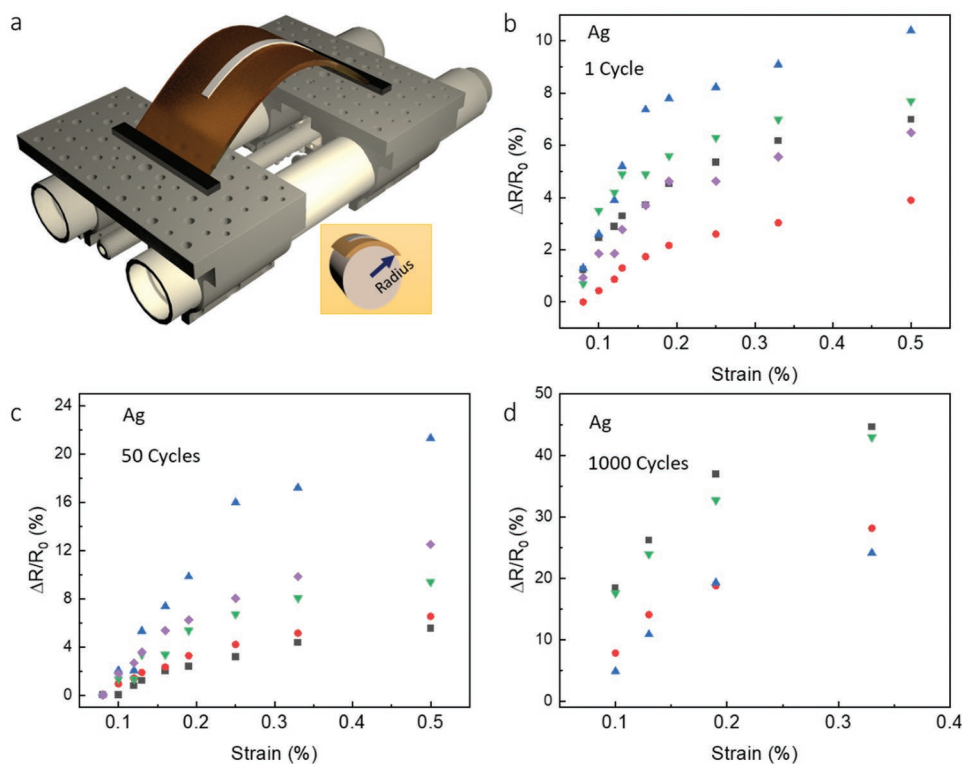 a
Radius
b
Ag
1 Cycle
ΔR/R₀ (%)
10
8
6
4
2
0
0.1 0.2 0.3 0.4 0.5
Strain (%)
c
Ag
50 Cycles
ΔR/R₀ (%)
24
20
16
12
8
4
0
0.1 0.2 0.3 0.4 0.5
Strain (%)
d
Ag
1000 Cycles
ΔR/R₀ (%)
50
40
30
20
10
0
0.1 0.2 0.3 0.4
Strain (%)